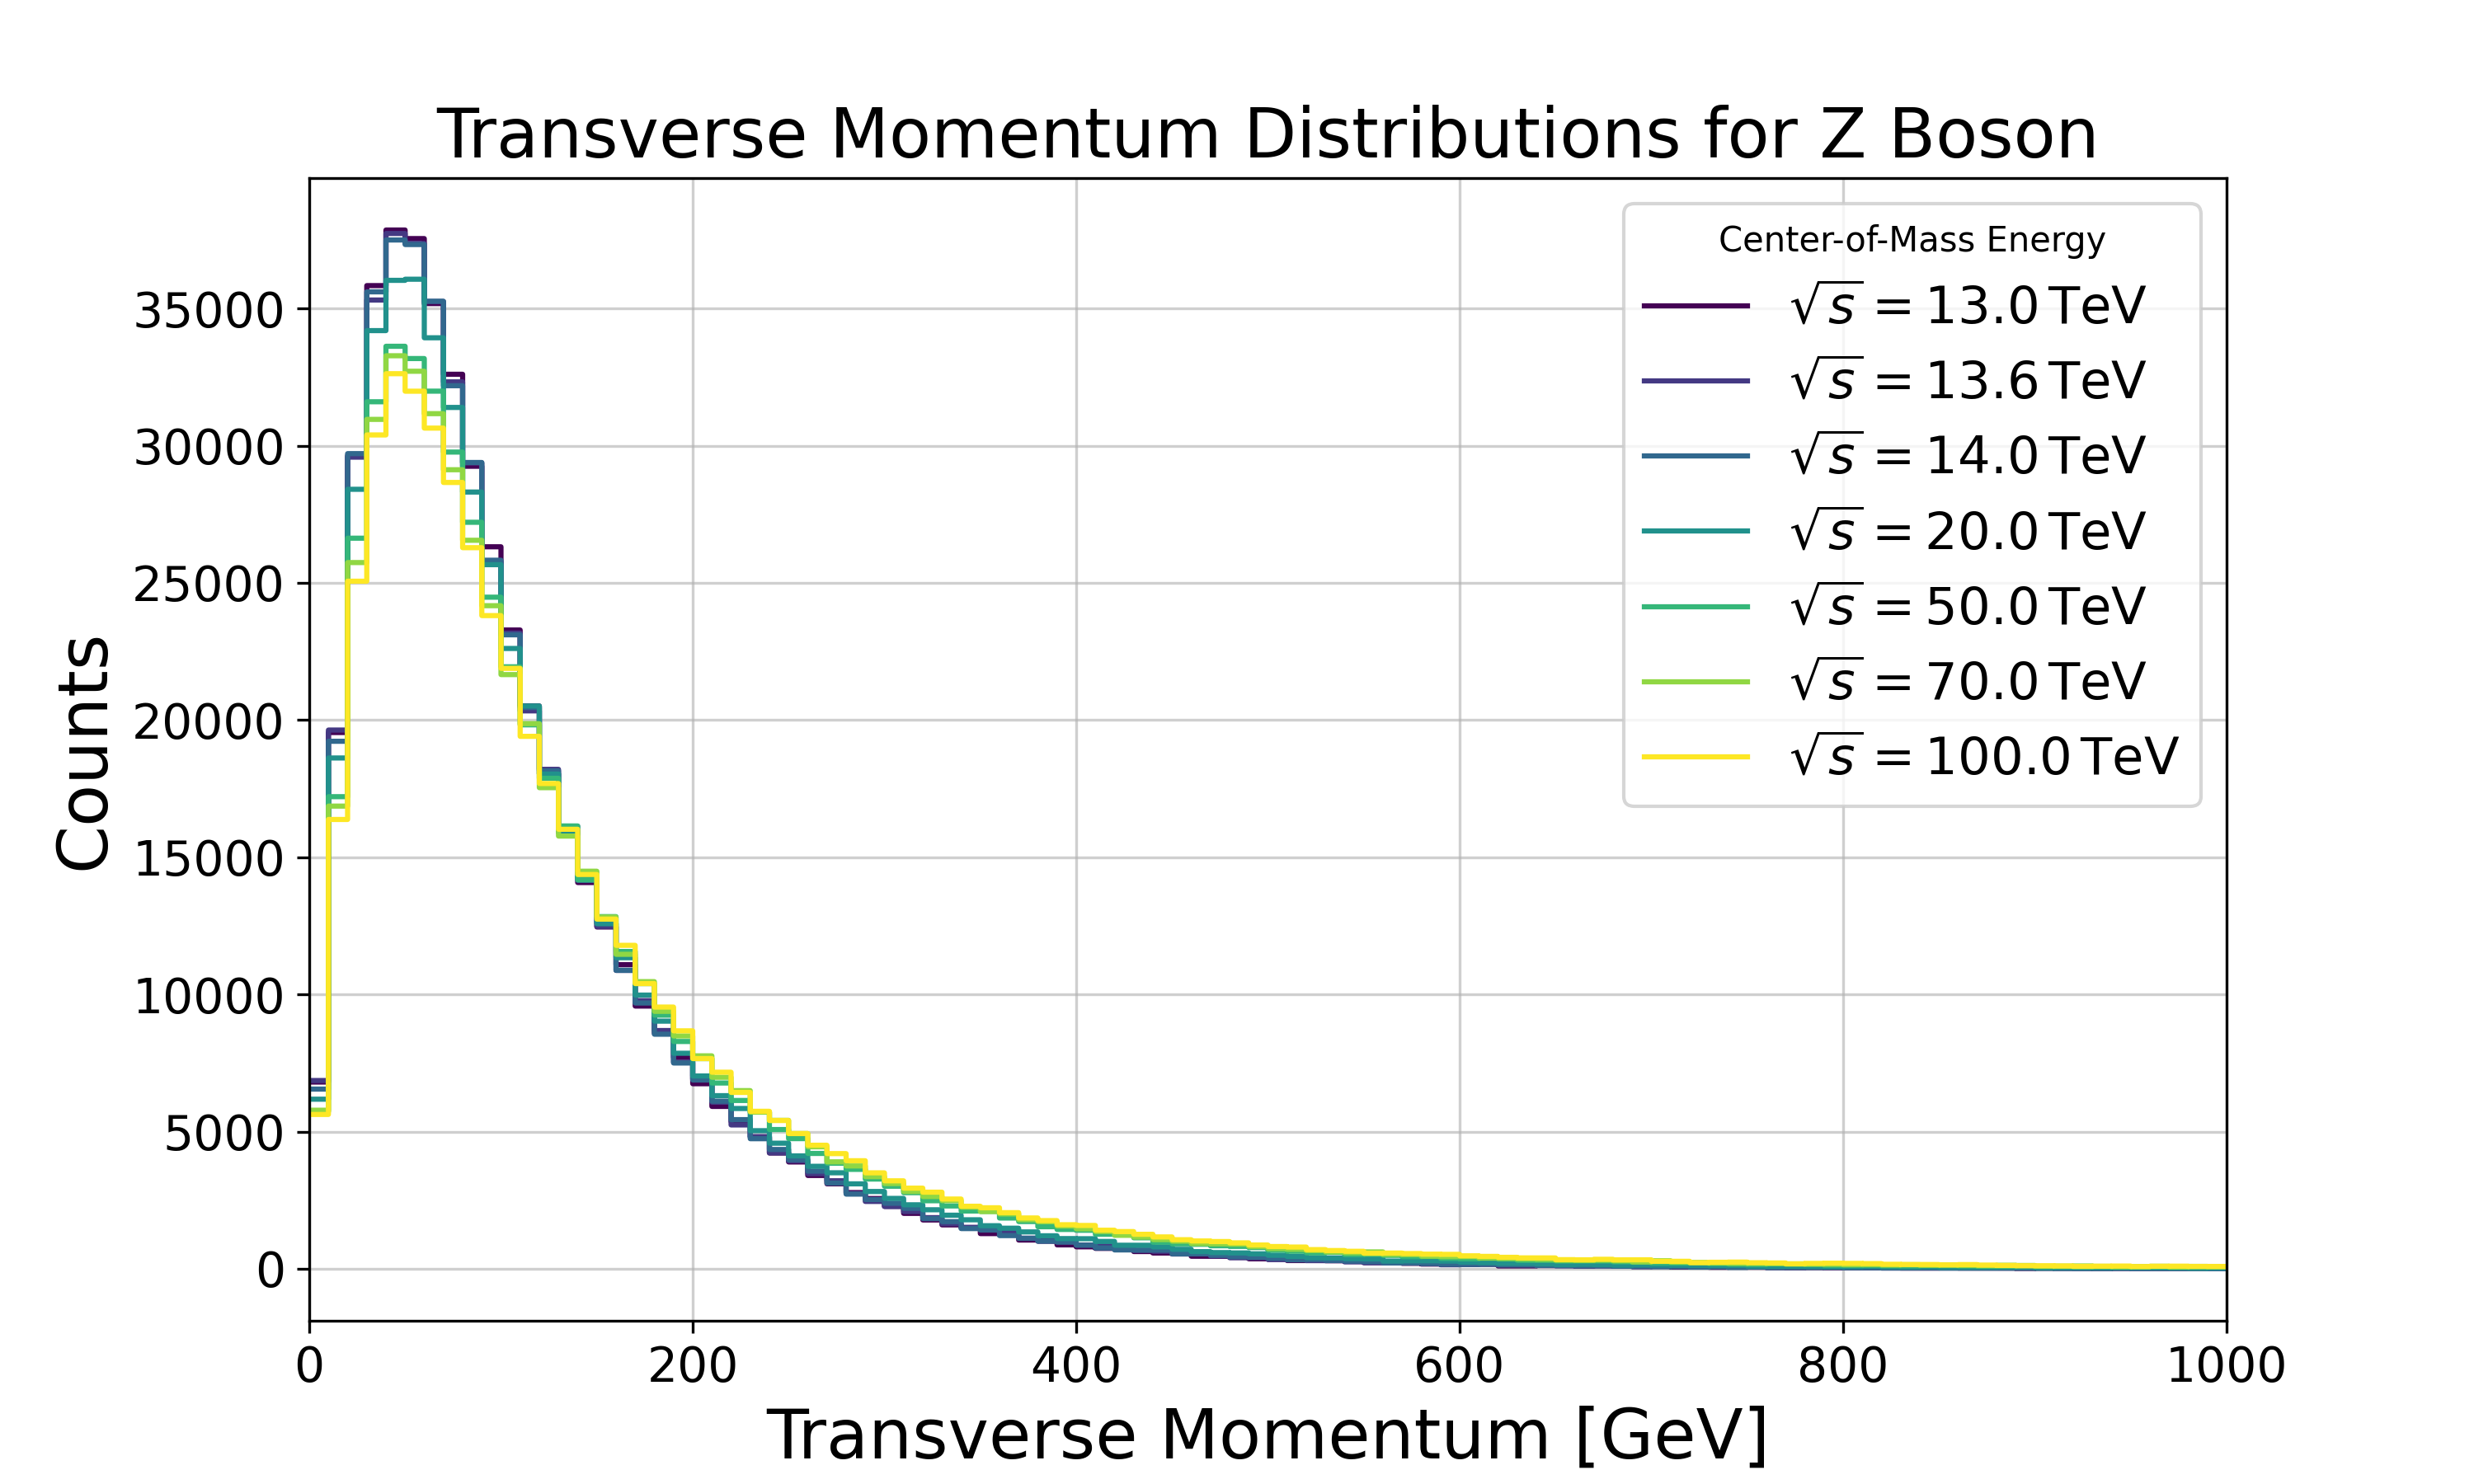 Transverse Momentum Distributions for Z Boson
Center-of-Mass Energy
√s = 13.0 TeV
√s = 13.6 TeV
√s = 14.0 TeV
√s = 20.0 TeV
√s = 50.0 TeV
√s = 70.0 TeV
√s = 100.0 TeV
Counts
35000
30000
25000
20000
15000
10000
5000
0
0 200 400 600 800 1000
Transverse Momentum [GeV]